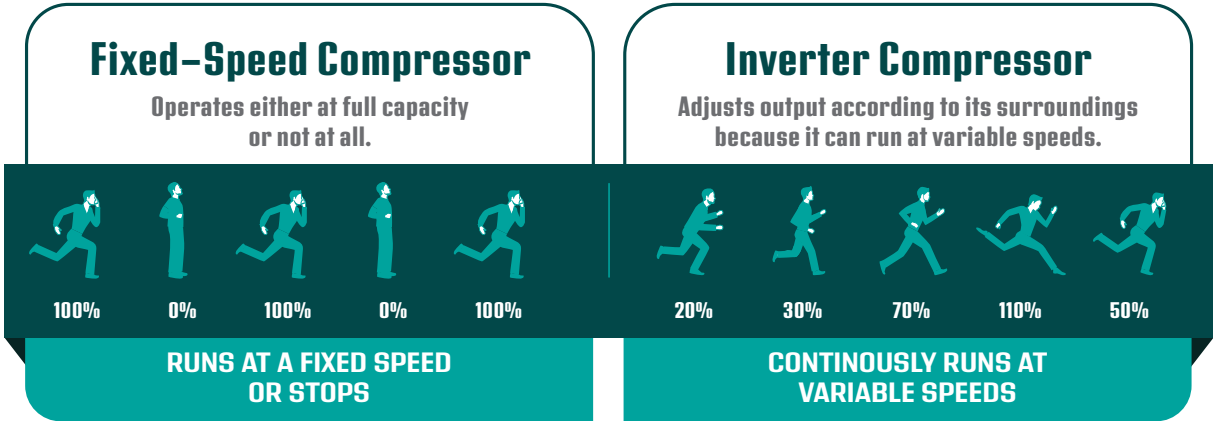 Fixed-Speed Compressor
Operates either at full capacity
or not at all.
100% 0% 100% 0% 100%
RUNS AT A FIXED SPEED
OR STOPS
Inverter Compressor
Adjusts output according to its surroundings
because it can run at variable speeds.
20% 30% 70% 110% 50%
CONTINOUSLY RUNS AT
VARIABLE SPEEDS